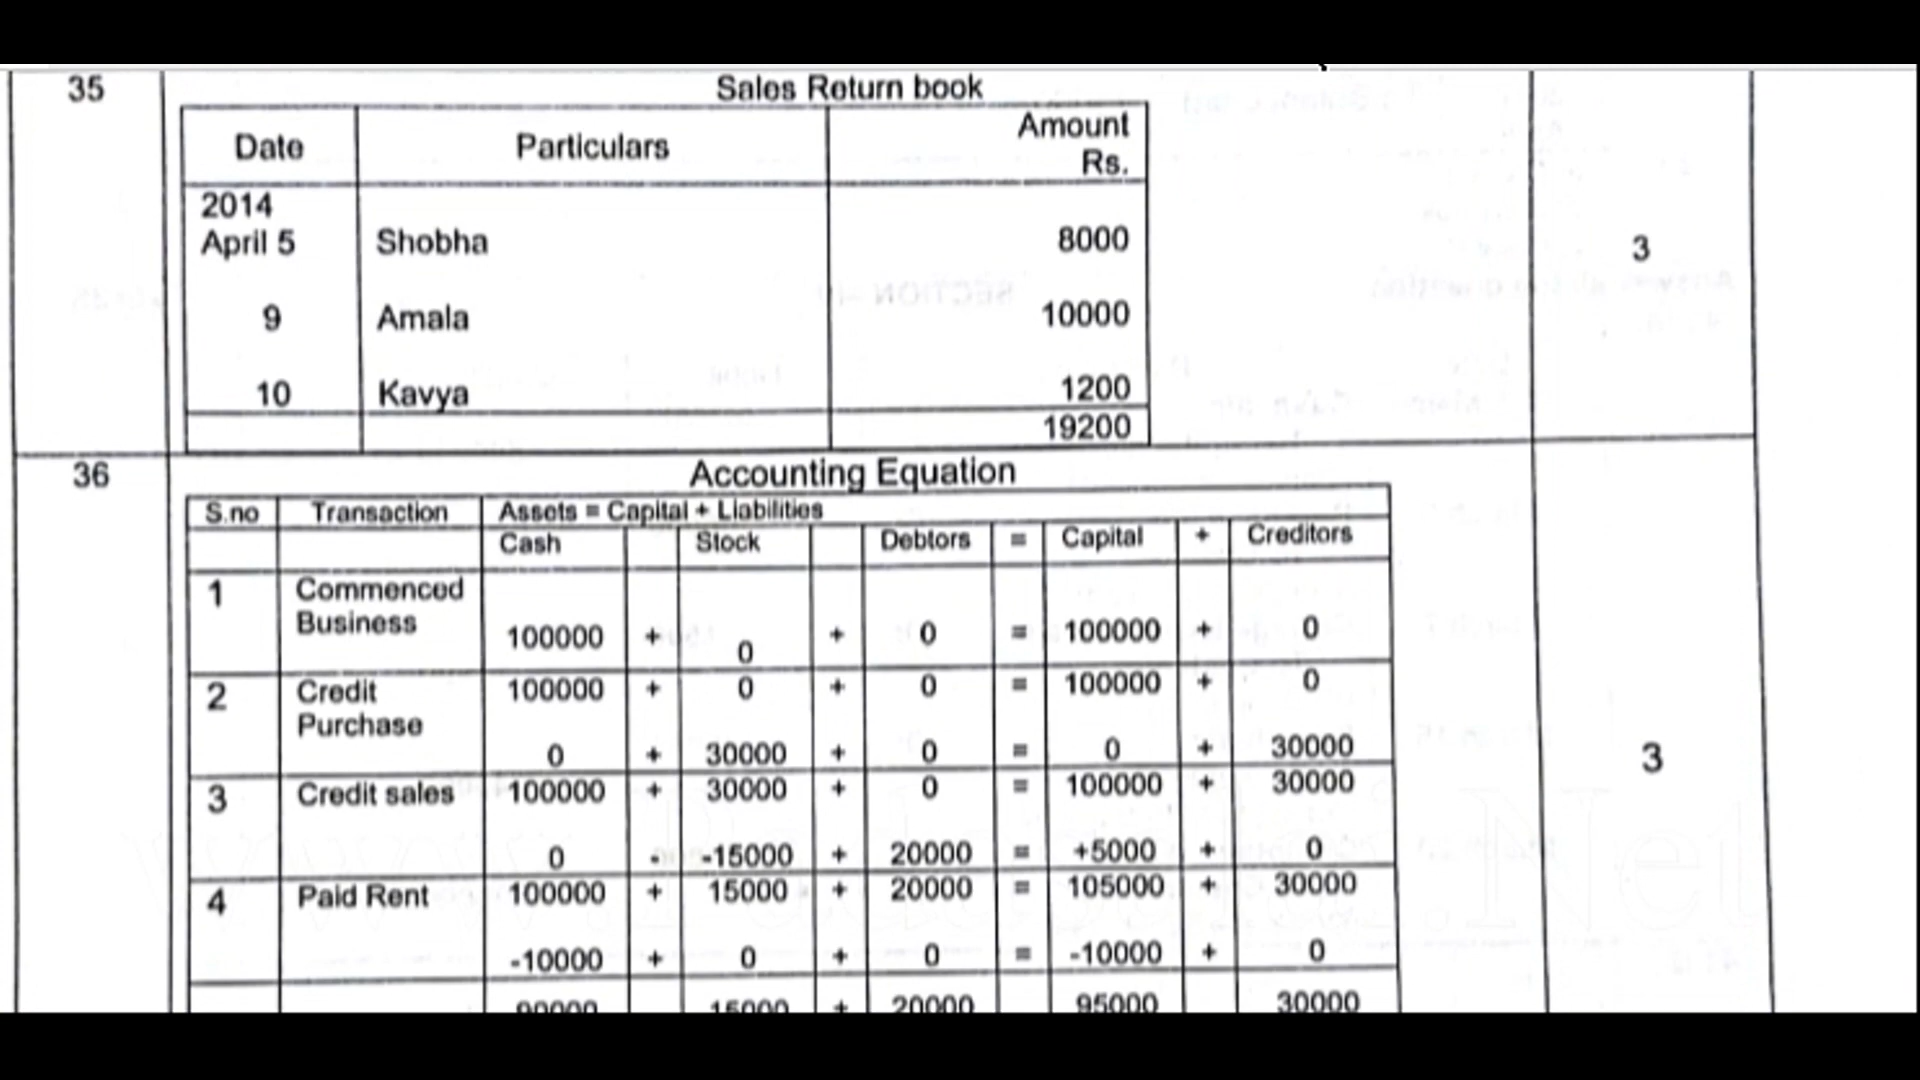 35
Sales Return book
Date Particulars Amount
Rs.
2014
April 5 Shobha 8000
3
9 Amala 10000
10 Kavya 1200
19200
36
Accounting Equation
S.no Transaction Assets = Capital + Liabilities
Cash Stock Debtors = Capital + Creditors
1 Commenced
Business
100000 + 0 + 0 = 100000 + 0
2 Credit 100000 + 0 + 0 = 100000 + 0
Purchase
0 + 30000 + 0 = 0 + 30000
3
3 Credit sales 100000 + 30000 + 0 = 100000 + 30000
0 - -15000 + 20000 = +5000 + 0
4 Paid Rent 100000 + 15000 + 20000 = 105000 + 30000
-10000 + 0 + 0 = -10000 + 0
90000 15000 + 20000 95000 30000